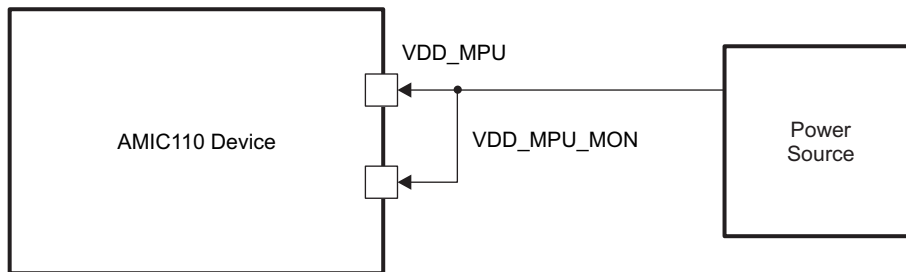 VDD_MPU
AMIC110 Device
VDD_MPU_MON
Power
Source